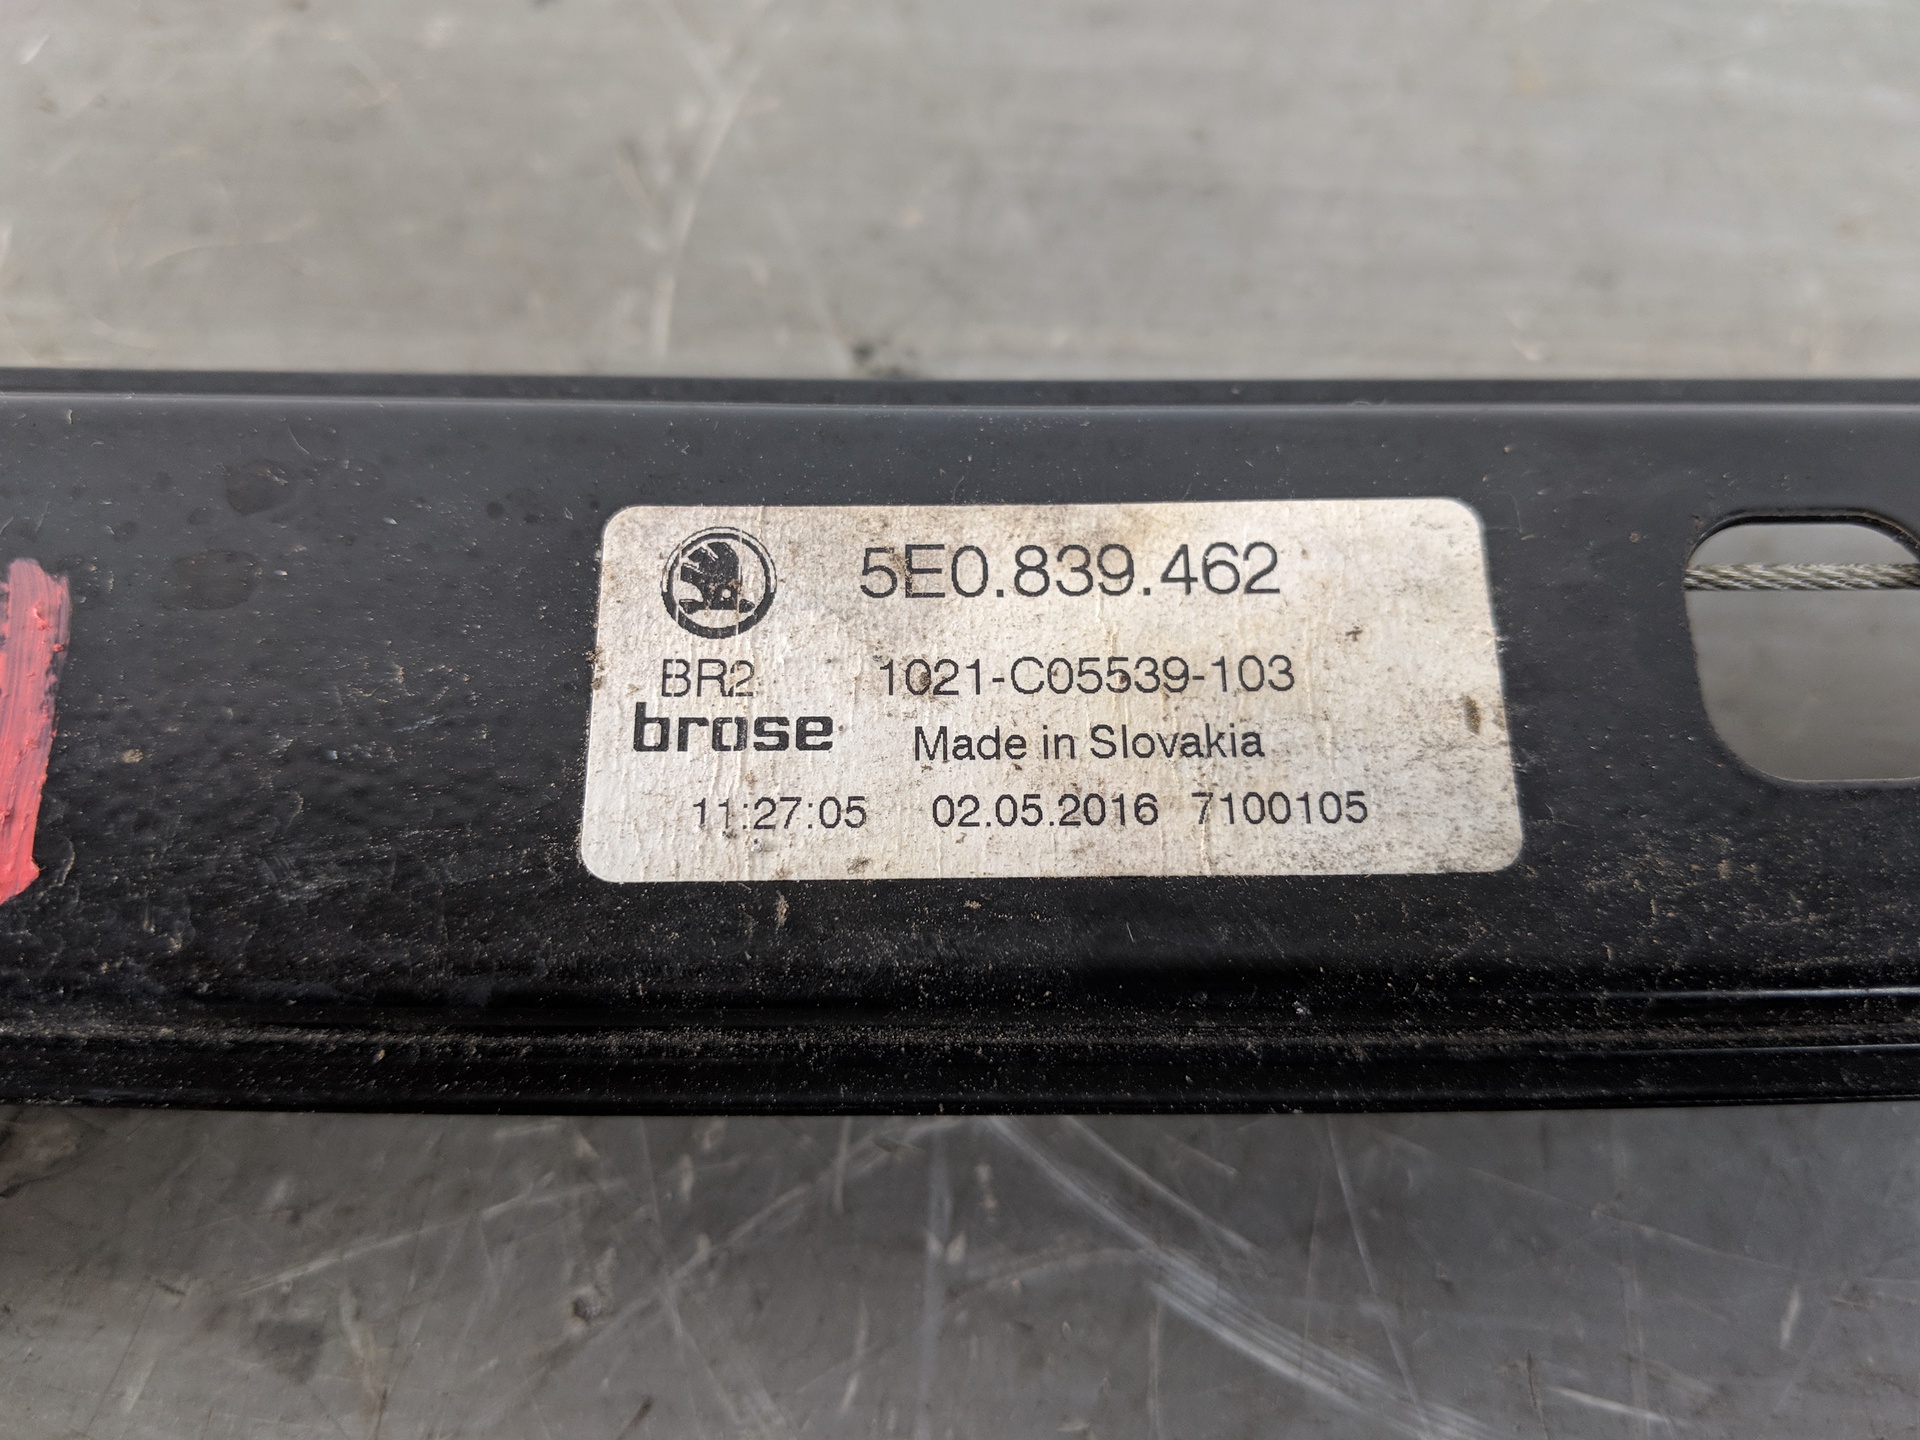 5E0.839.462
BR2 1021-C05539-103
brose Made in Slovakia
11:27:05 02.05.2016 7100105